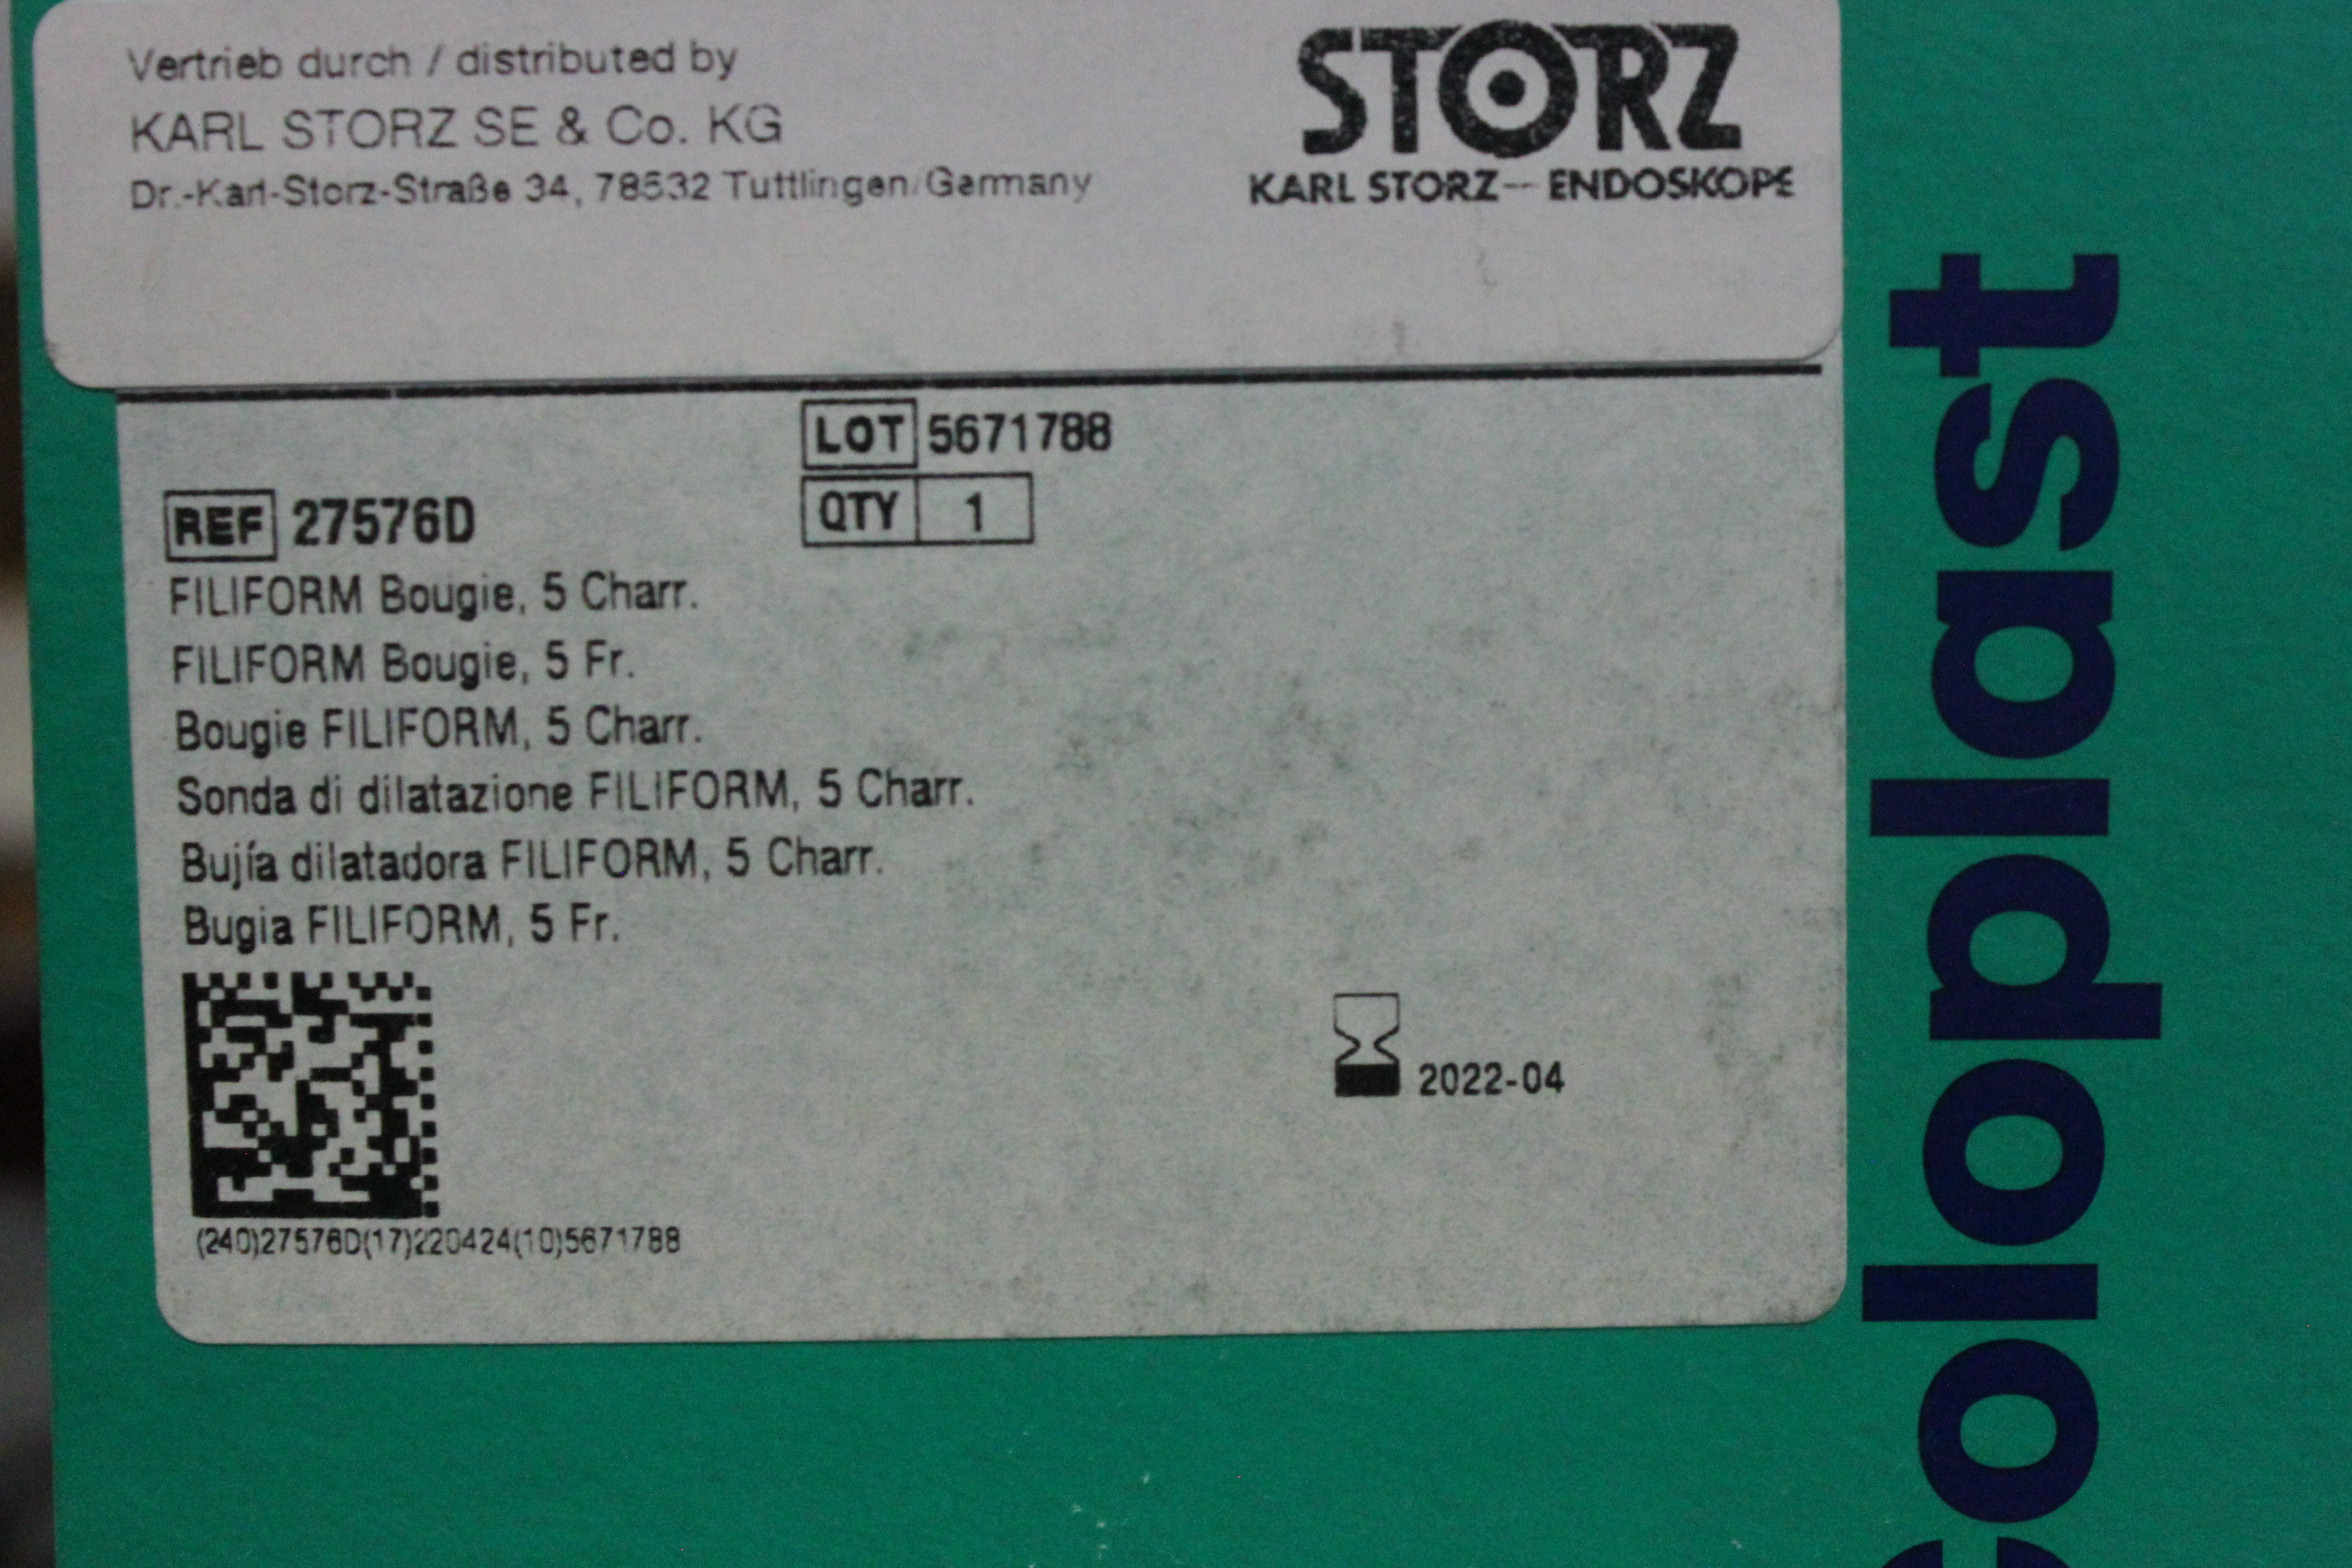 Vertrieb durch / distributed by
KARL STORZ SE & Co. KG
Dr.-Karl-Storz-Straße 34, 78532 Tuttlingen/Germany
STORZ
KARL STORZ-- ENDOSKOPE
LOT 5671788
QTY 1
REF 27576D
FILIFORM Bougie, 5 Charr.
FILIFORM Bougie, 5 Fr.
Bougie FILIFORM, 5 Charr.
Sonda di dilatazione FILIFORM, 5 Charr.
Bujía dilatadora FILIFORM, 5 Charr.
Bugia FILIFORM, 5 Fr.
2022-04
(240)27576D(17)220424(10)5671788
coloplast